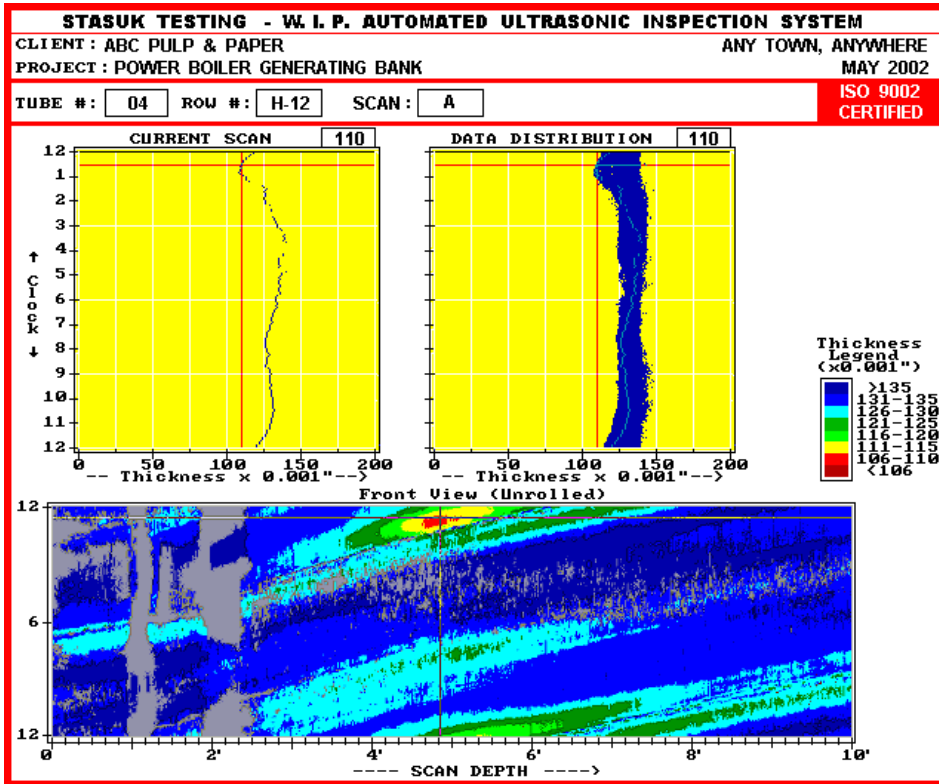 STASUK TESTING - W. I. P. AUTOMATED ULTRASONIC INSPECTION SYSTEM
CLIENT : ABC PULP & PAPER ANY TOWN, ANYWHERE
PROJECT : POWER BOILER GENERATING BANK MAY 2002
TUBE #: 04 ROW #: H-12 SCAN: A
ISO 9002
CERTIFIED
CURRENT SCAN 110
12
1
2
3
4
5
6
7
8
9
10
11
12
↑ Clock ↓
0 50 100 150 200
-- Thickness x 0.001"-->
DATA DISTRIBUTION 110
0 50 100 150 200
-- Thickness x 0.001"-->
Thickness
Legend
(x0.001")
>135
131-135
126-130
121-125
116-120
111-115
106-110
<106
Front View (Unrolled)
12
6
12
0 2' 4' 6' 8' 10'
---- SCAN DEPTH ---->